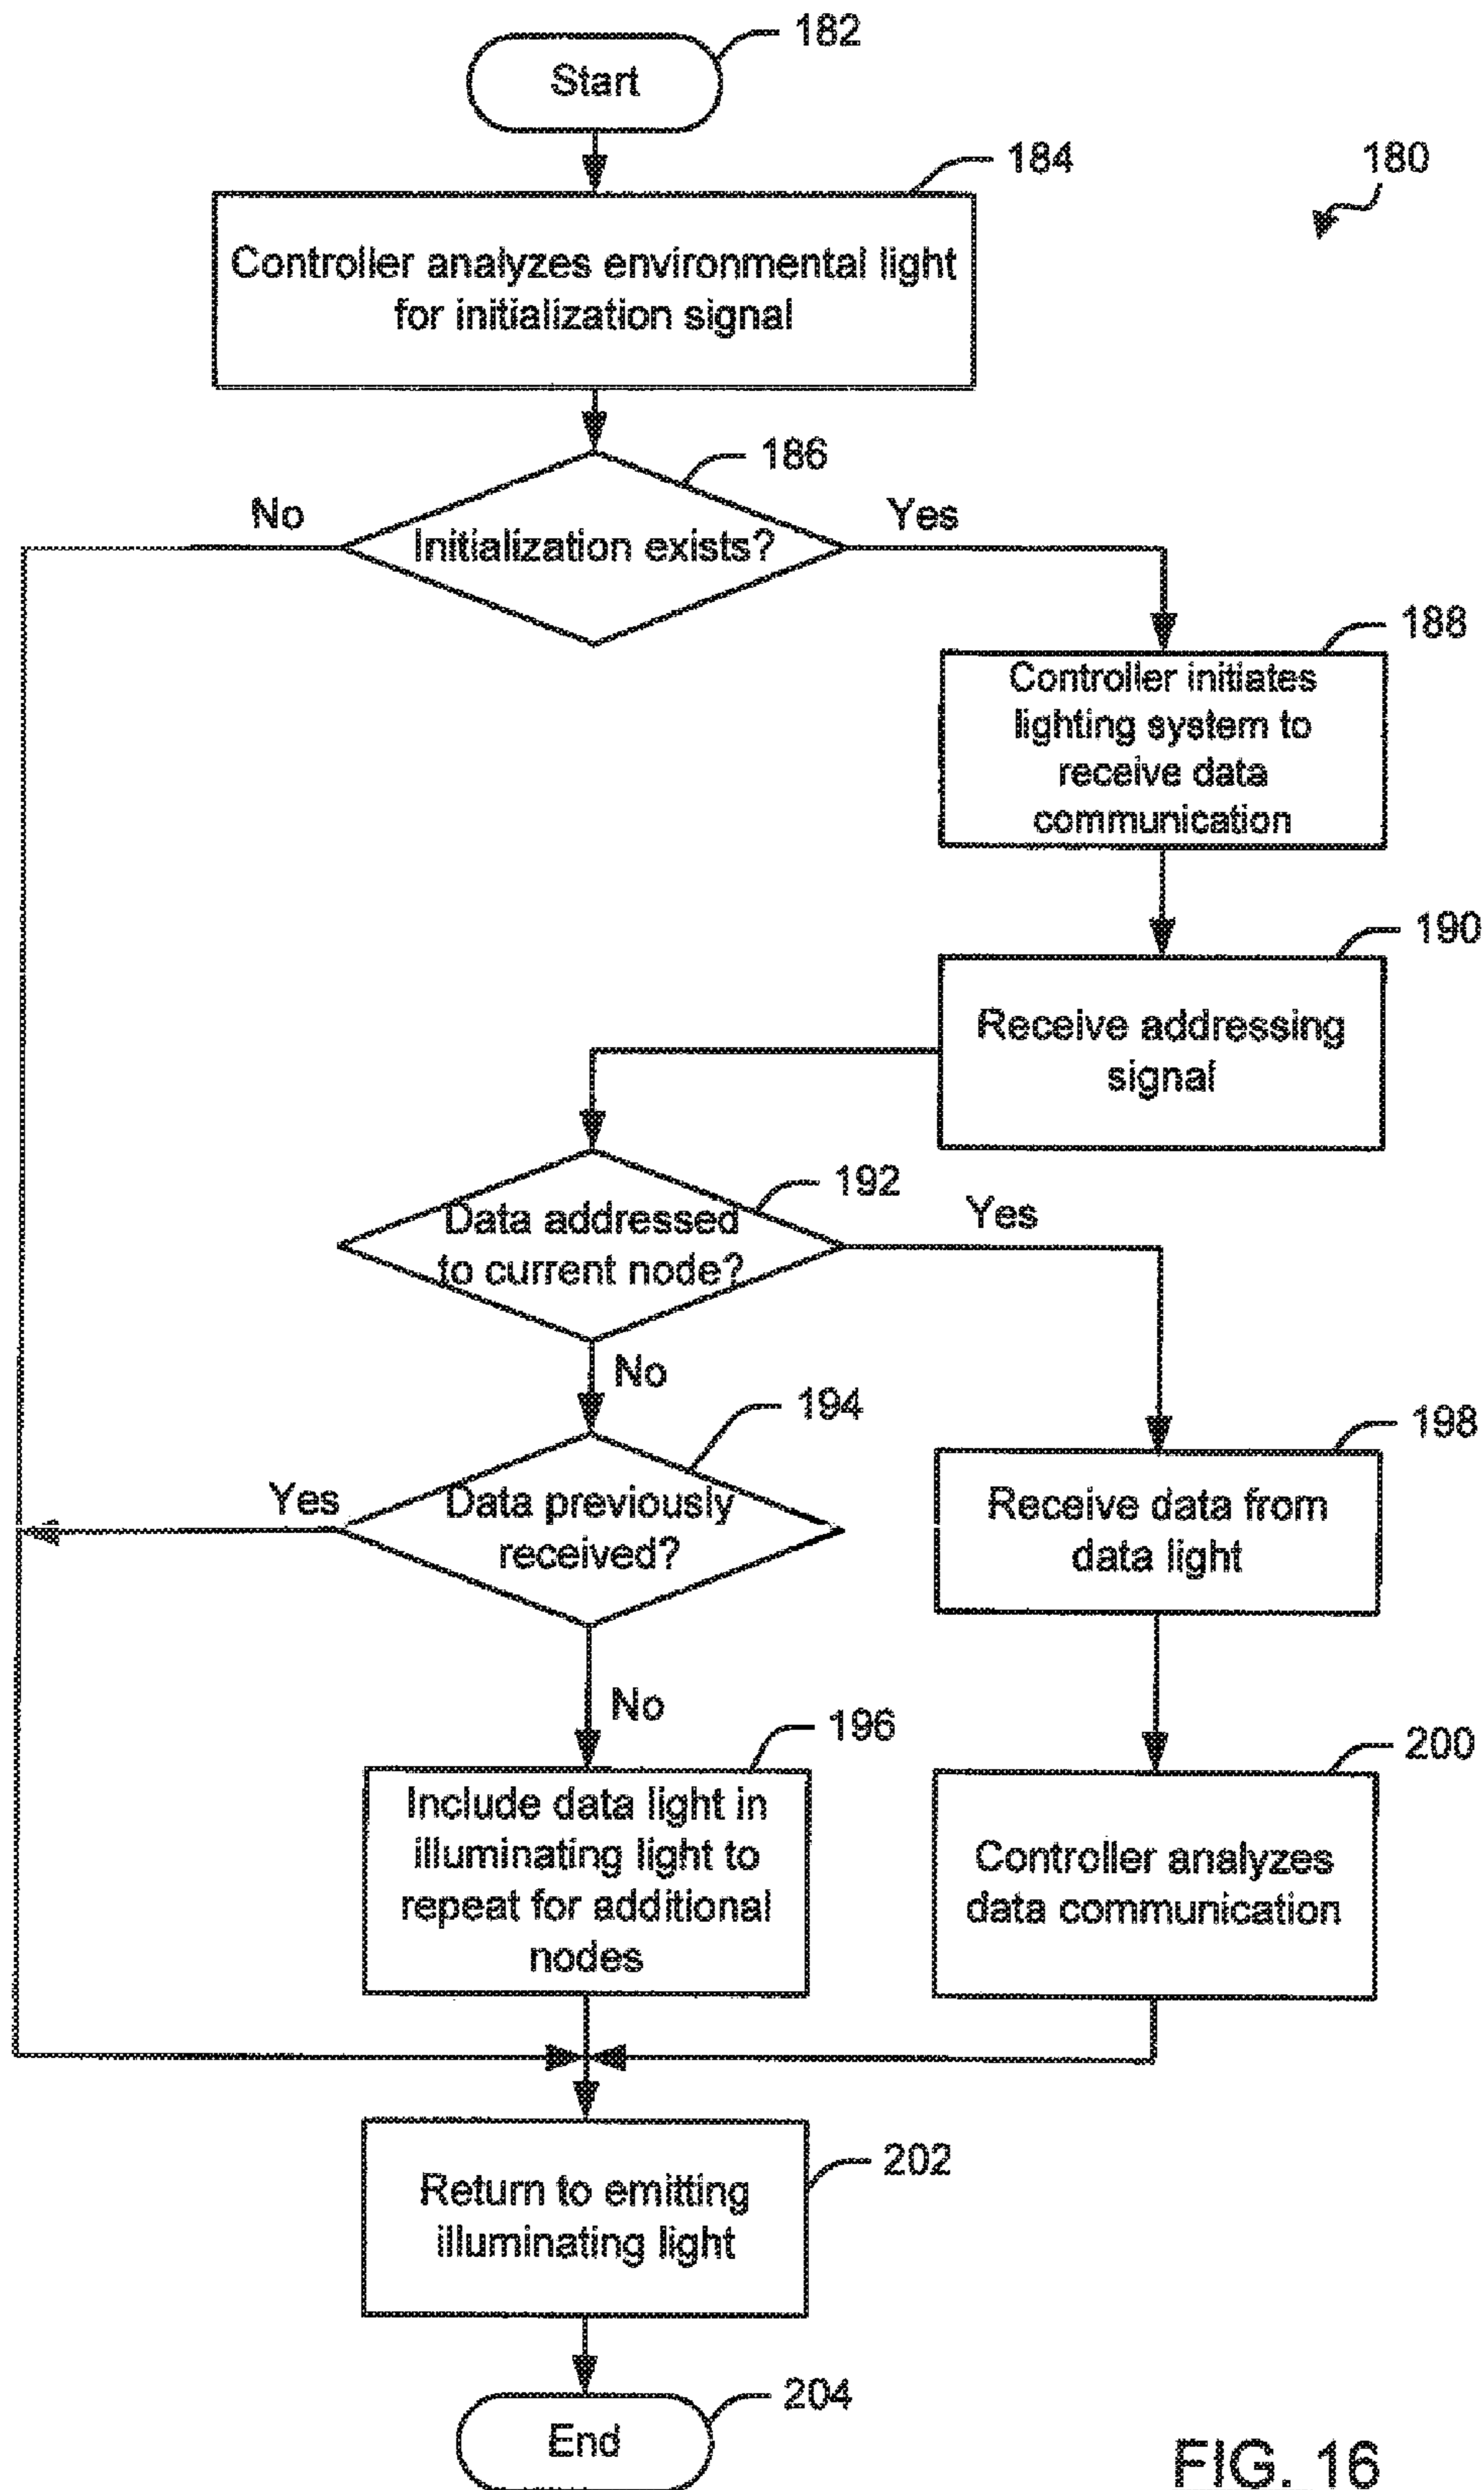 182
Start
184
180
Controller analyzes environmental light
for initialization signal
186
No
Yes
Initialization exists?
188
Controller initiates
lighting system to
receive data
communication
190
Receive addressing
signal
192
Yes
Data addressed
to current node?
No
194
198
Yes
Data previously
received?
Receive data from
data light
No
196
200
Include data light in
illuminating light to
repeat for additional
nodes
Controller analyzes
data communication
202
Return to emitting
illuminating light
204
End
FIG. 16